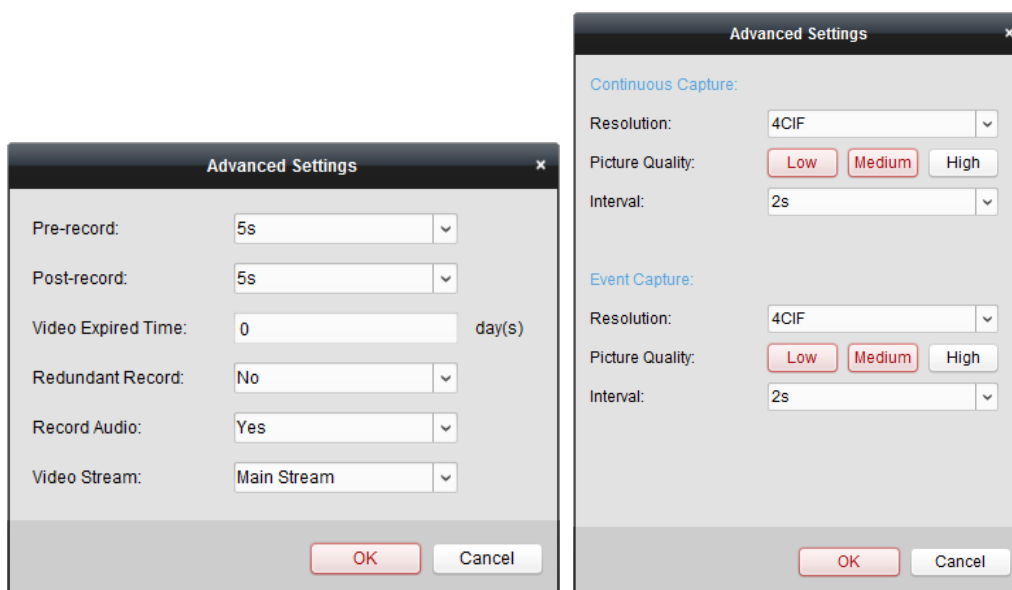 Advanced Settings ×
Pre-record: 5s
Post-record: 5s
Video Expired Time: 0 day(s)
Redundant Record: No
Record Audio: Yes
Video Stream: Main Stream
OK Cancel
Advanced Settings ×
Continuous Capture:
Resolution: 4CIF
Picture Quality: Low Medium High
Interval: 2s
Event Capture:
Resolution: 4CIF
Picture Quality: Low Medium High
Interval: 2s
OK Cancel